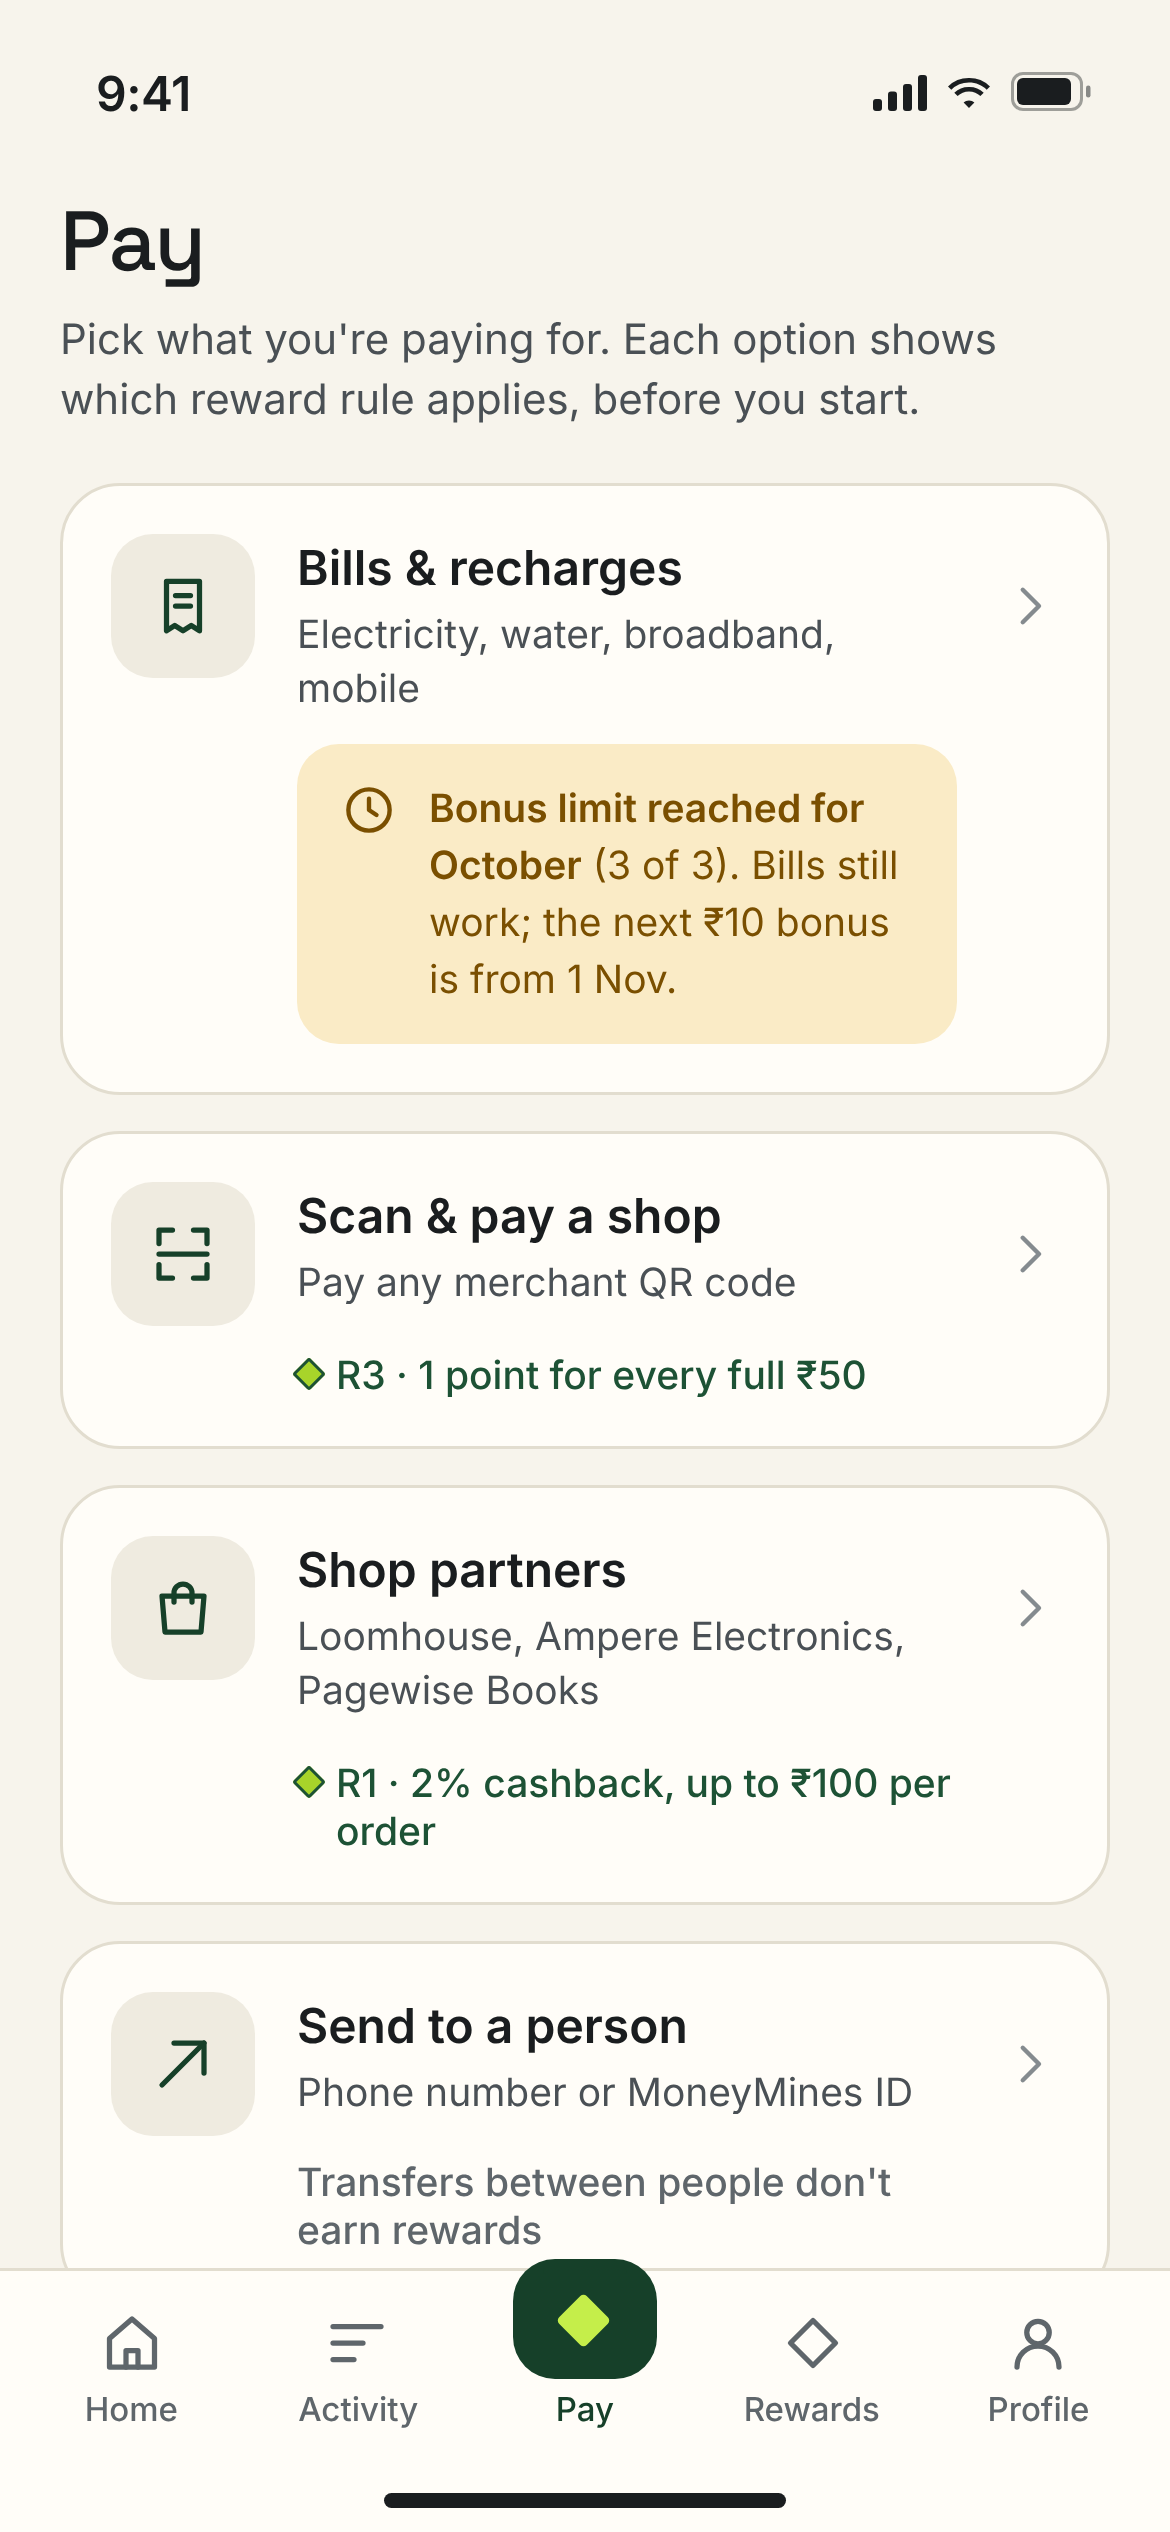 9:41
Pay
Pick what you're paying for. Each option shows
which reward rule applies, before you start.
Bills & recharges
Electricity, water, broadband,
mobile
Bonus limit reached for
October (3 of 3). Bills still
work; the next ₹10 bonus
is from 1 Nov.
Scan & pay a shop
Pay any merchant QR code
R3 · 1 point for every full ₹50
Shop partners
Loomhouse, Ampere Electronics,
Pagewise Books
R1 · 2% cashback, up to ₹100 per
order
Send to a person
Phone number or MoneyMines ID
Transfers between people don't
earn rewards
Home
Activity
Pay
Rewards
Profile